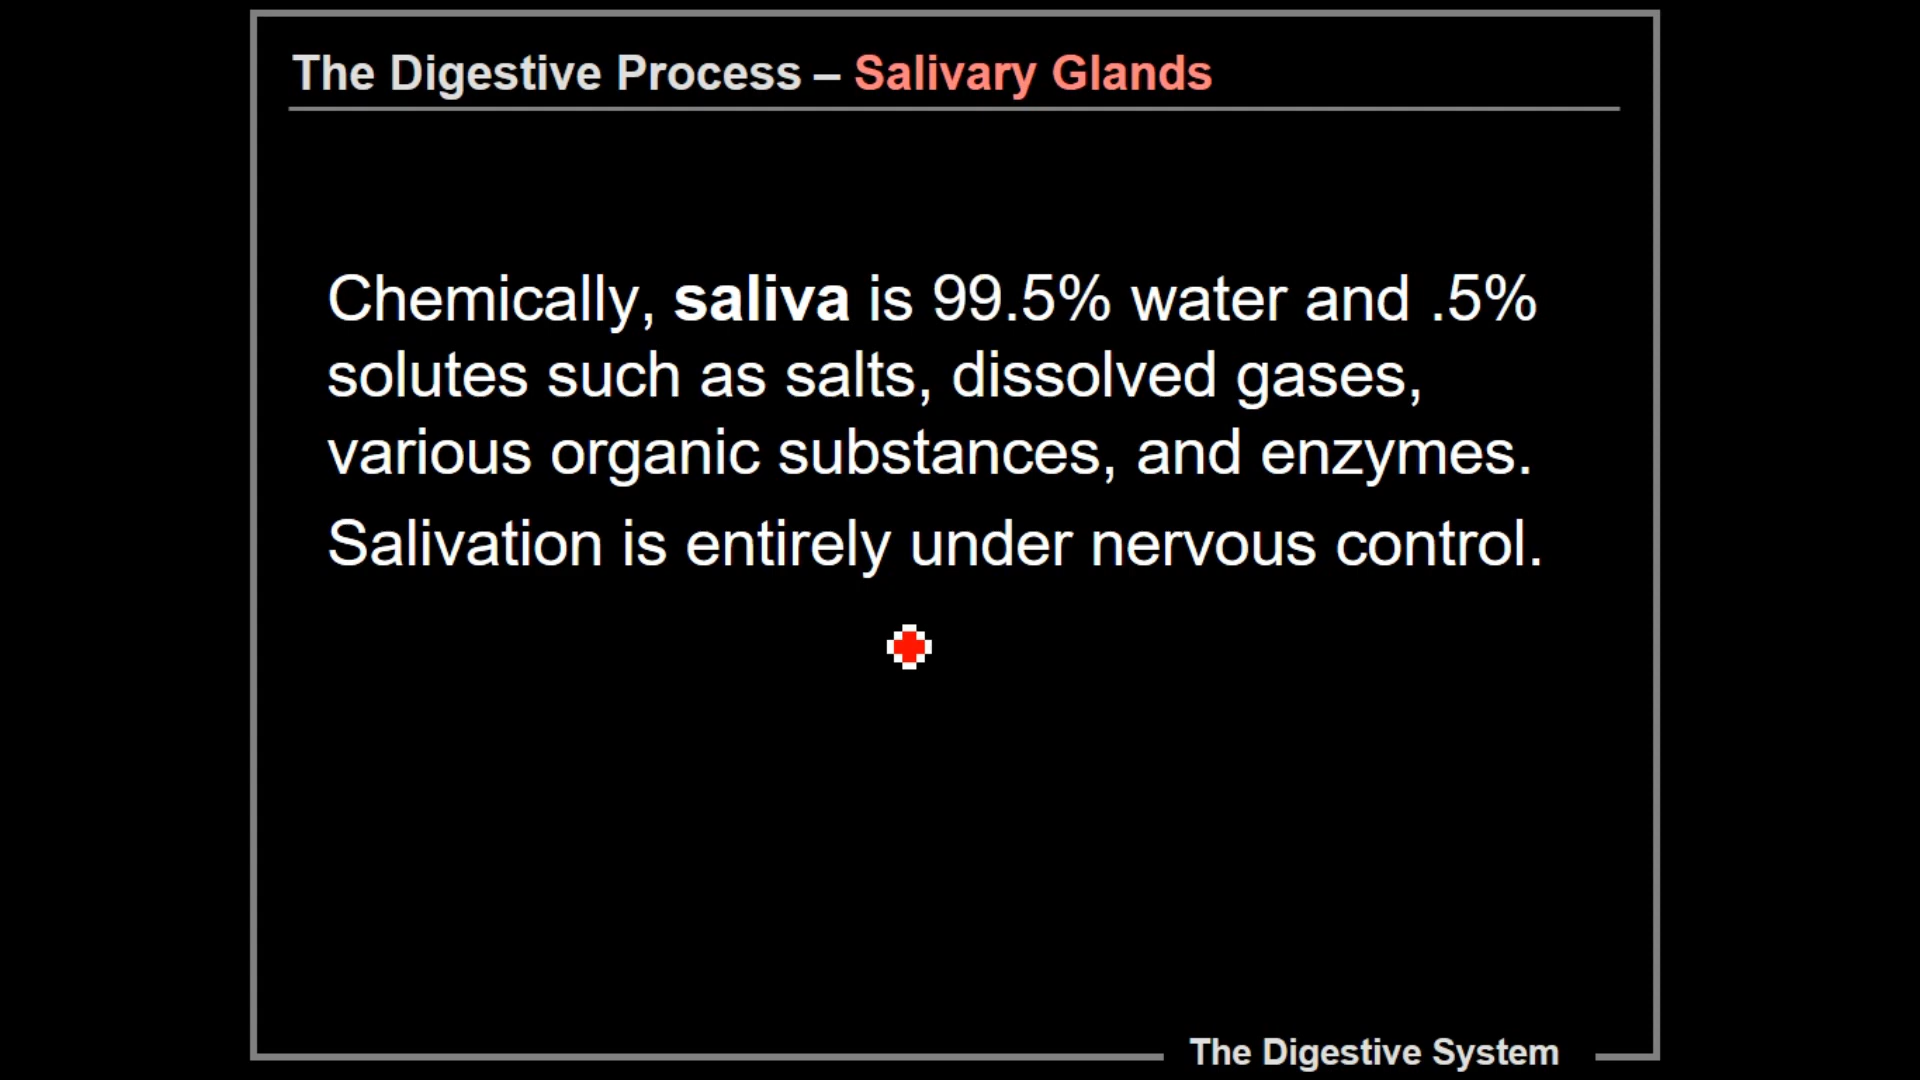 The Digestive Process – Salivary Glands
Chemically, saliva is 99.5% water and .5%
solutes such as salts, dissolved gases,
various organic substances, and enzymes.
Salivation is entirely under nervous control.
The Digestive System